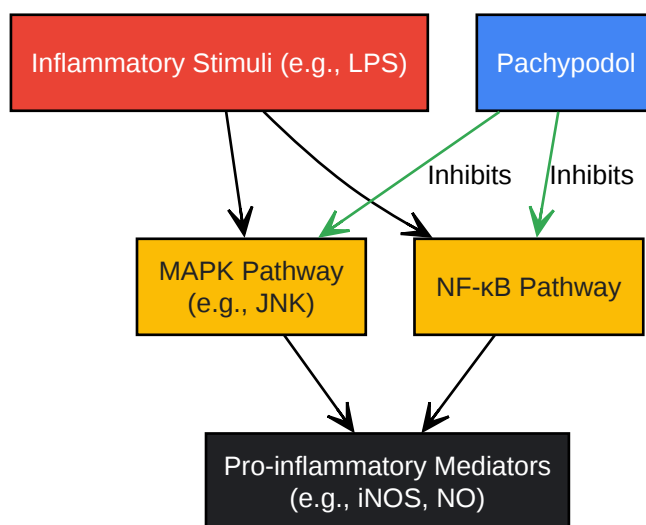 Inflammatory Stimuli (e.g., LPS)
Pachypodol
Inhibits
Inhibits
MAPK Pathway
(e.g., JNK)
NF-κB Pathway
Pro-inflammatory Mediators
(e.g., iNOS, NO)